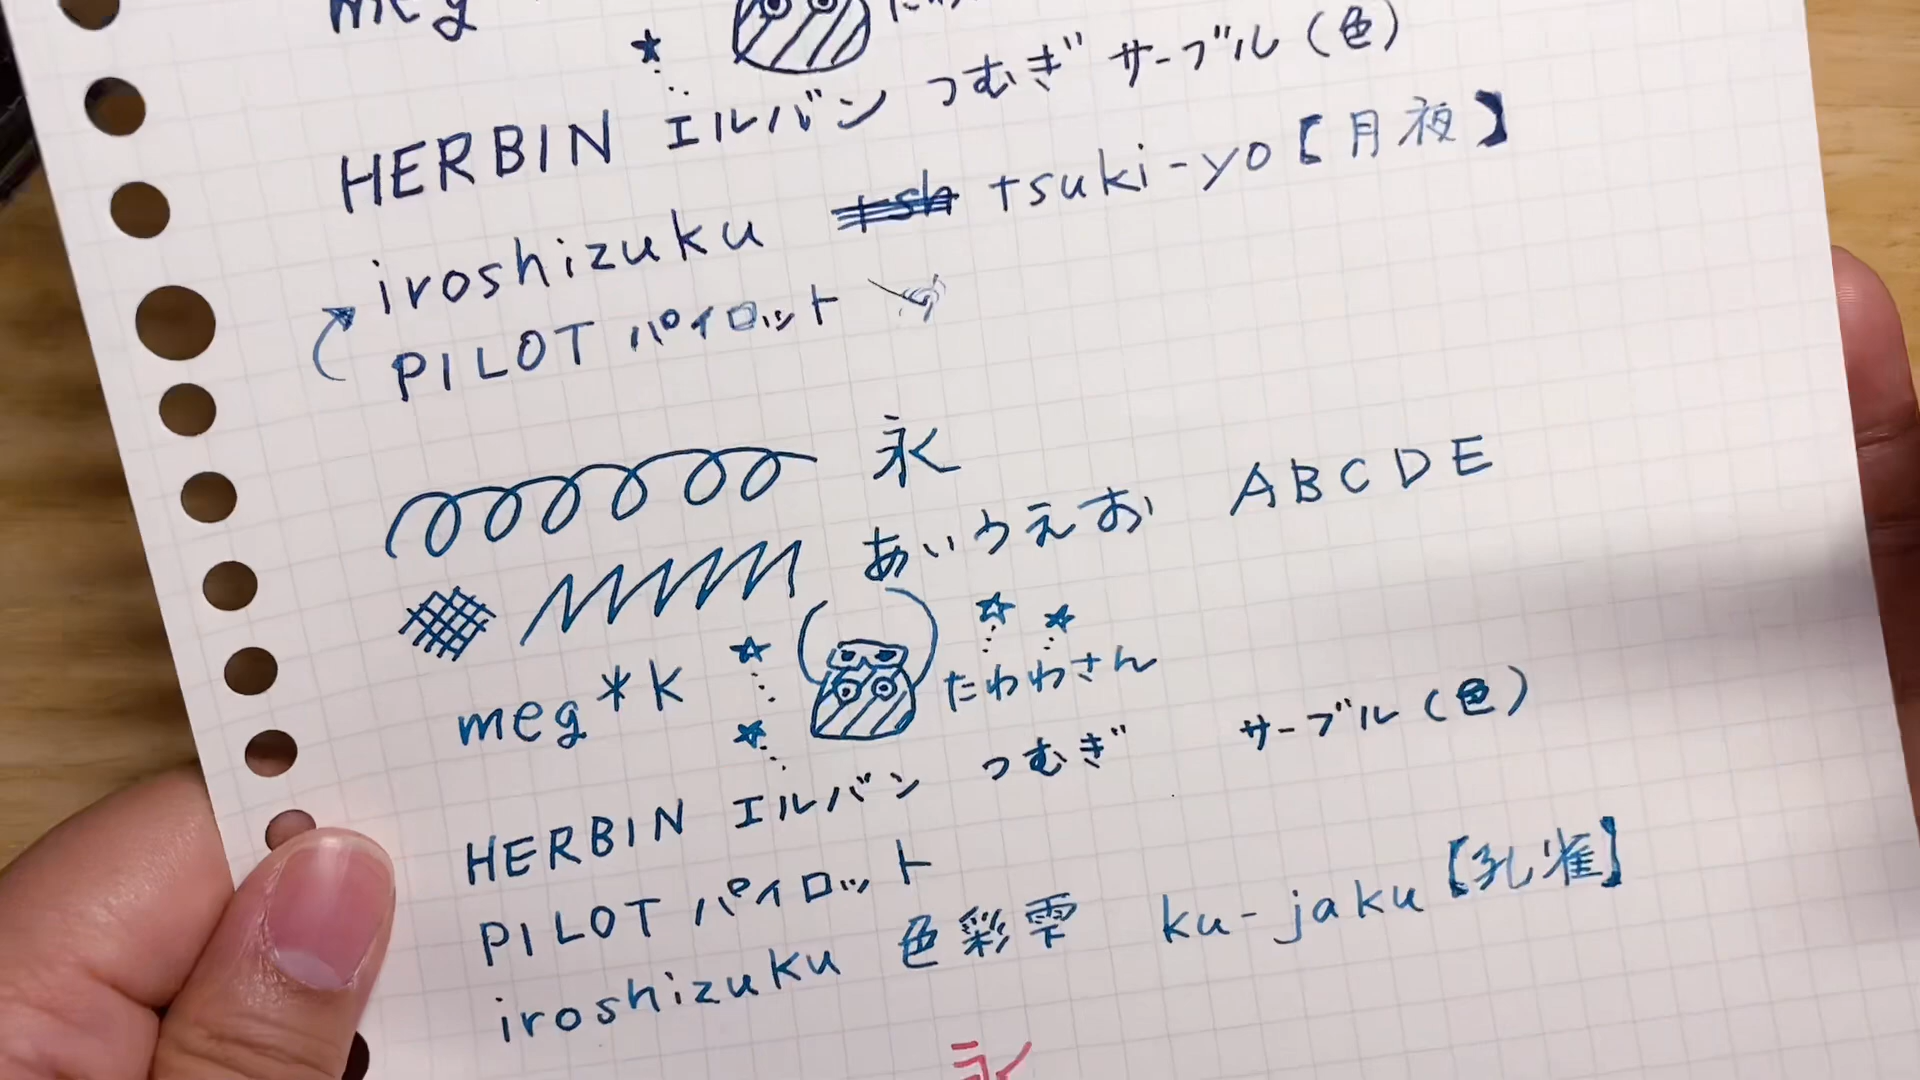 meg
HERBIN エルバン つむぎ サーブル(色)
iroshizuku tsuki-yo【月夜】
PILOT パイロット
永
あいうえお ABCDE
meg*k たわわさん
HERBIN エルバン つむぎ サーブル(色)
PILOT パイロット
iroshizuku 色彩雫 ku-jaku【孔雀】
永